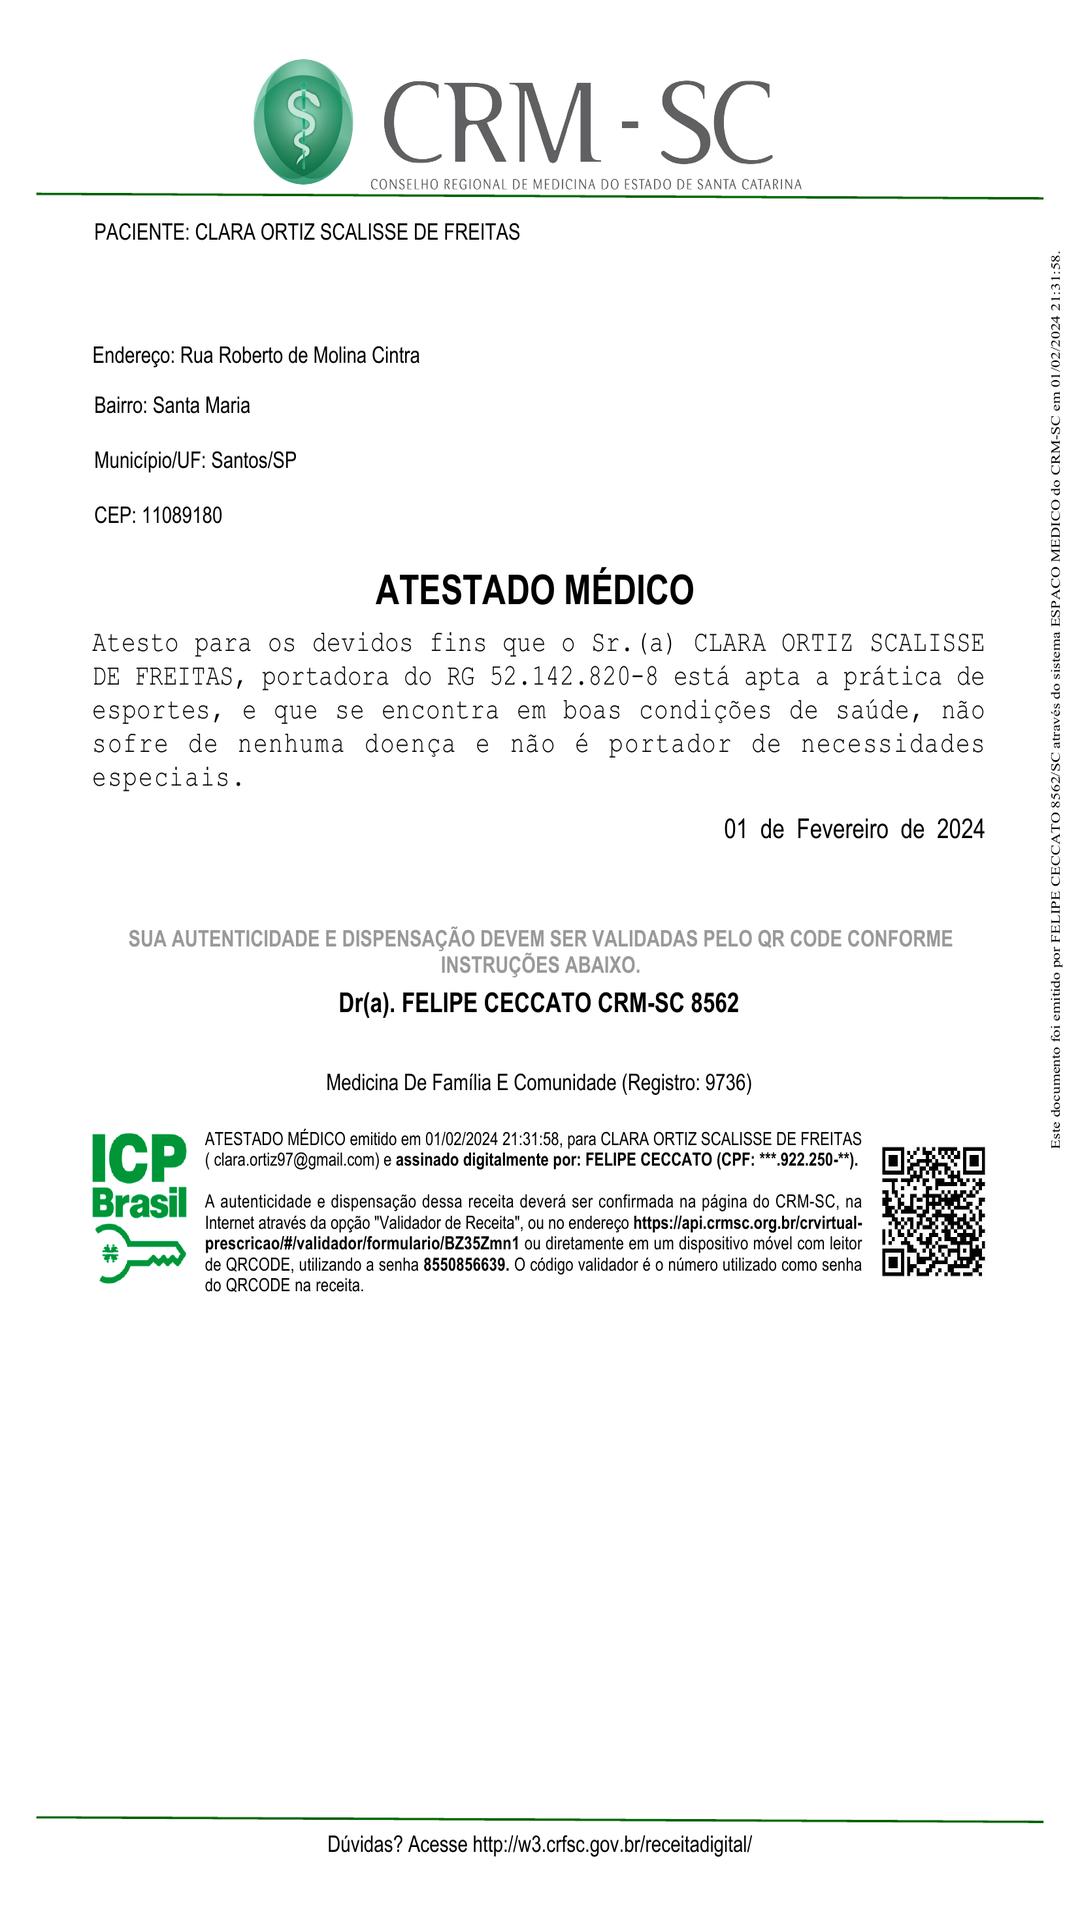 CRM - SC
CONSELHO REGIONAL DE MEDICINA DO ESTADO DE SANTA CATARINA
PACIENTE: CLARA ORTIZ SCALISSE DE FREITAS
Endereço: Rua Roberto de Molina Cintra
Bairro: Santa Maria
Município/UF: Santos/SP
CEP: 11089180
ATESTADO MÉDICO
Atesto para os devidos fins que o Sr.(a) CLARA ORTIZ SCALISSE
DE FREITAS, portadora do RG 52.142.820-8 está apta a prática de
esportes, e que se encontra em boas condições de saúde, não
sofre de nenhuma doença e não é portador de necessidades
especiais.
01 de Fevereiro de 2024
SUA AUTENTICIDADE E DISPENSAÇÃO DEVEM SER VALIDADAS PELO QR CODE CONFORME
INSTRUÇÕES ABAIXO.
Dr(a). FELIPE CECCATO CRM-SC 8562
Medicina De Família E Comunidade (Registro: 9736)
ICP
Brasil
ATESTADO MÉDICO emitido em 01/02/2024 21:31:58, para CLARA ORTIZ SCALISSE DE FREITAS
( clara.ortiz97@gmail.com) e assinado digitalmente por: FELIPE CECCATO (CPF: ***.922.250-**).
A autenticidade e dispensação dessa receita deverá ser confirmada na página do CRM-SC, na
Internet através da opção "Validador de Receita", ou no endereço https://api.crmsc.org.br/crvirtual-
prescricao/#/validador/formulario/BZ35Zmn1 ou diretamente em um dispositivo móvel com leitor
de QRCODE, utilizando a senha 8550856639. O código validador é o número utilizado como senha
do QRCODE na receita.
Este documento foi emitido por FELIPE CECCATO 8562/SC através do sistema ESPACO MEDICO do CRM-SC em 01/02/2024 21:31:58.
Dúvidas? Acesse http://w3.crfsc.gov.br/receitadigital/